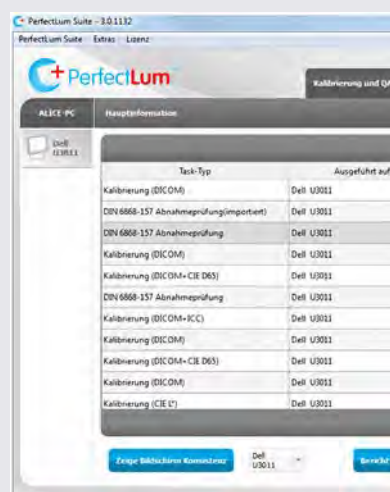 PerfectLum Suite - 3.0.1132
PerfectLum Suite Extras Lizenz
PerfectLum
Kalibrierung und QA
ALICE-PC Hauptinformation
Dell
U3011
Task-Typ Ausgeführt auf
Kalibrierung (DICOM) Dell U3011
DIN 6868-157 Abnahmeprüfung(importiert) Dell U3011
DIN 6868-157 Abnahmeprüfung Dell U3011
Kalibrierung (DICOM) Dell U3011
Kalibrierung (DICOM+CIE D65) Dell U3011
DIN 6868-157 Abnahmeprüfung Dell U3011
Kalibrierung (DICOM+ICC) Dell U3011
Kalibrierung (DICOM) Dell U3011
Kalibrierung (DICOM+CIE D65) Dell U3011
Kalibrierung (DICOM) Dell U3011
Kalibrierung (CIE L*) Dell U3011
Zeige Bildschirm Konsistenz Dell
U3011
Bericht